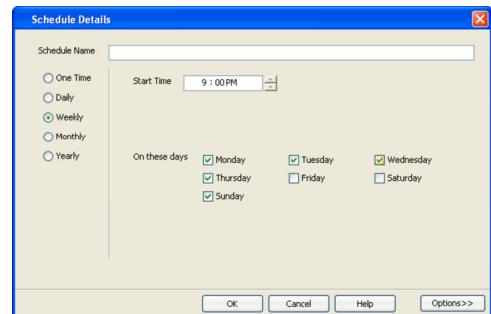 Schedule Details
Schedule Name
One Time
Start Time 9 : 00 PM
Daily
Weekly
Monthly
Yearly
On these days Monday Tuesday Wednesday
Thursday Friday Saturday
Sunday
OK Cancel Help Options>>